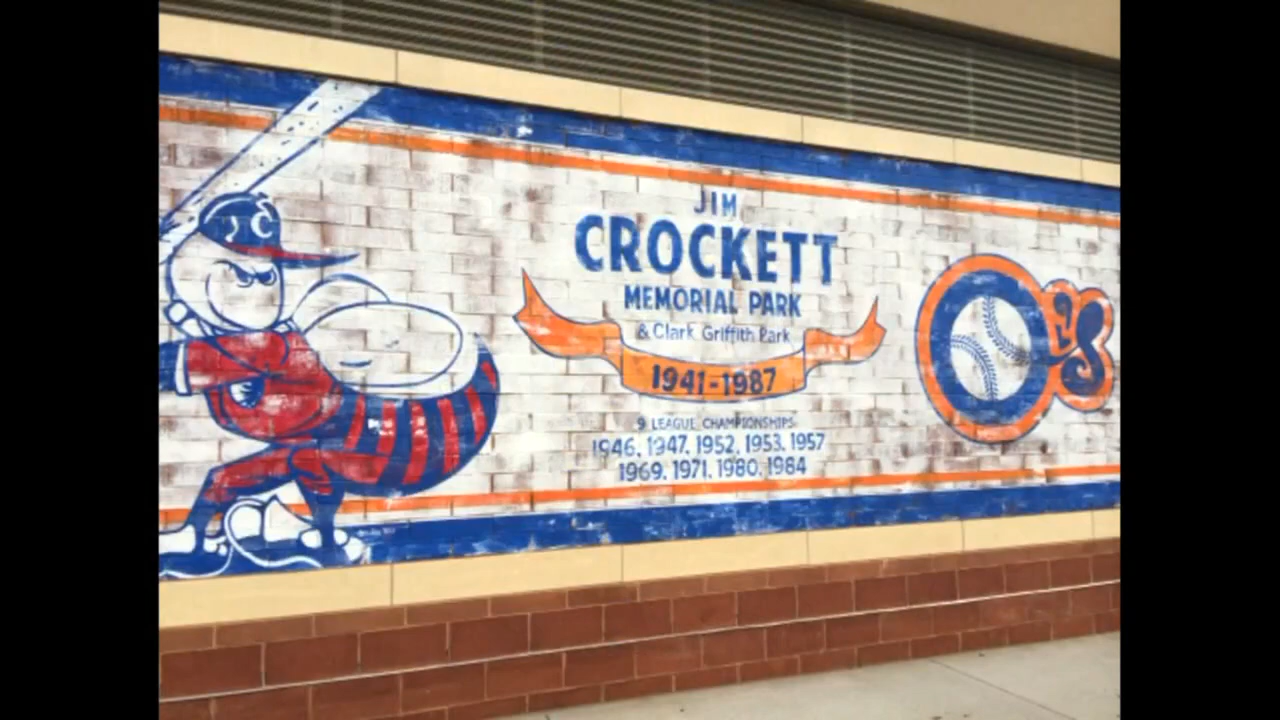 JC
JIM
CROCKETT
MEMORIAL PARK
& Clark Griffith Park
1941-1987
9 LEAGUE CHAMPIONSHIPS
1946, 1947, 1952, 1953, 1957
1969, 1971, 1980, 1984
O's